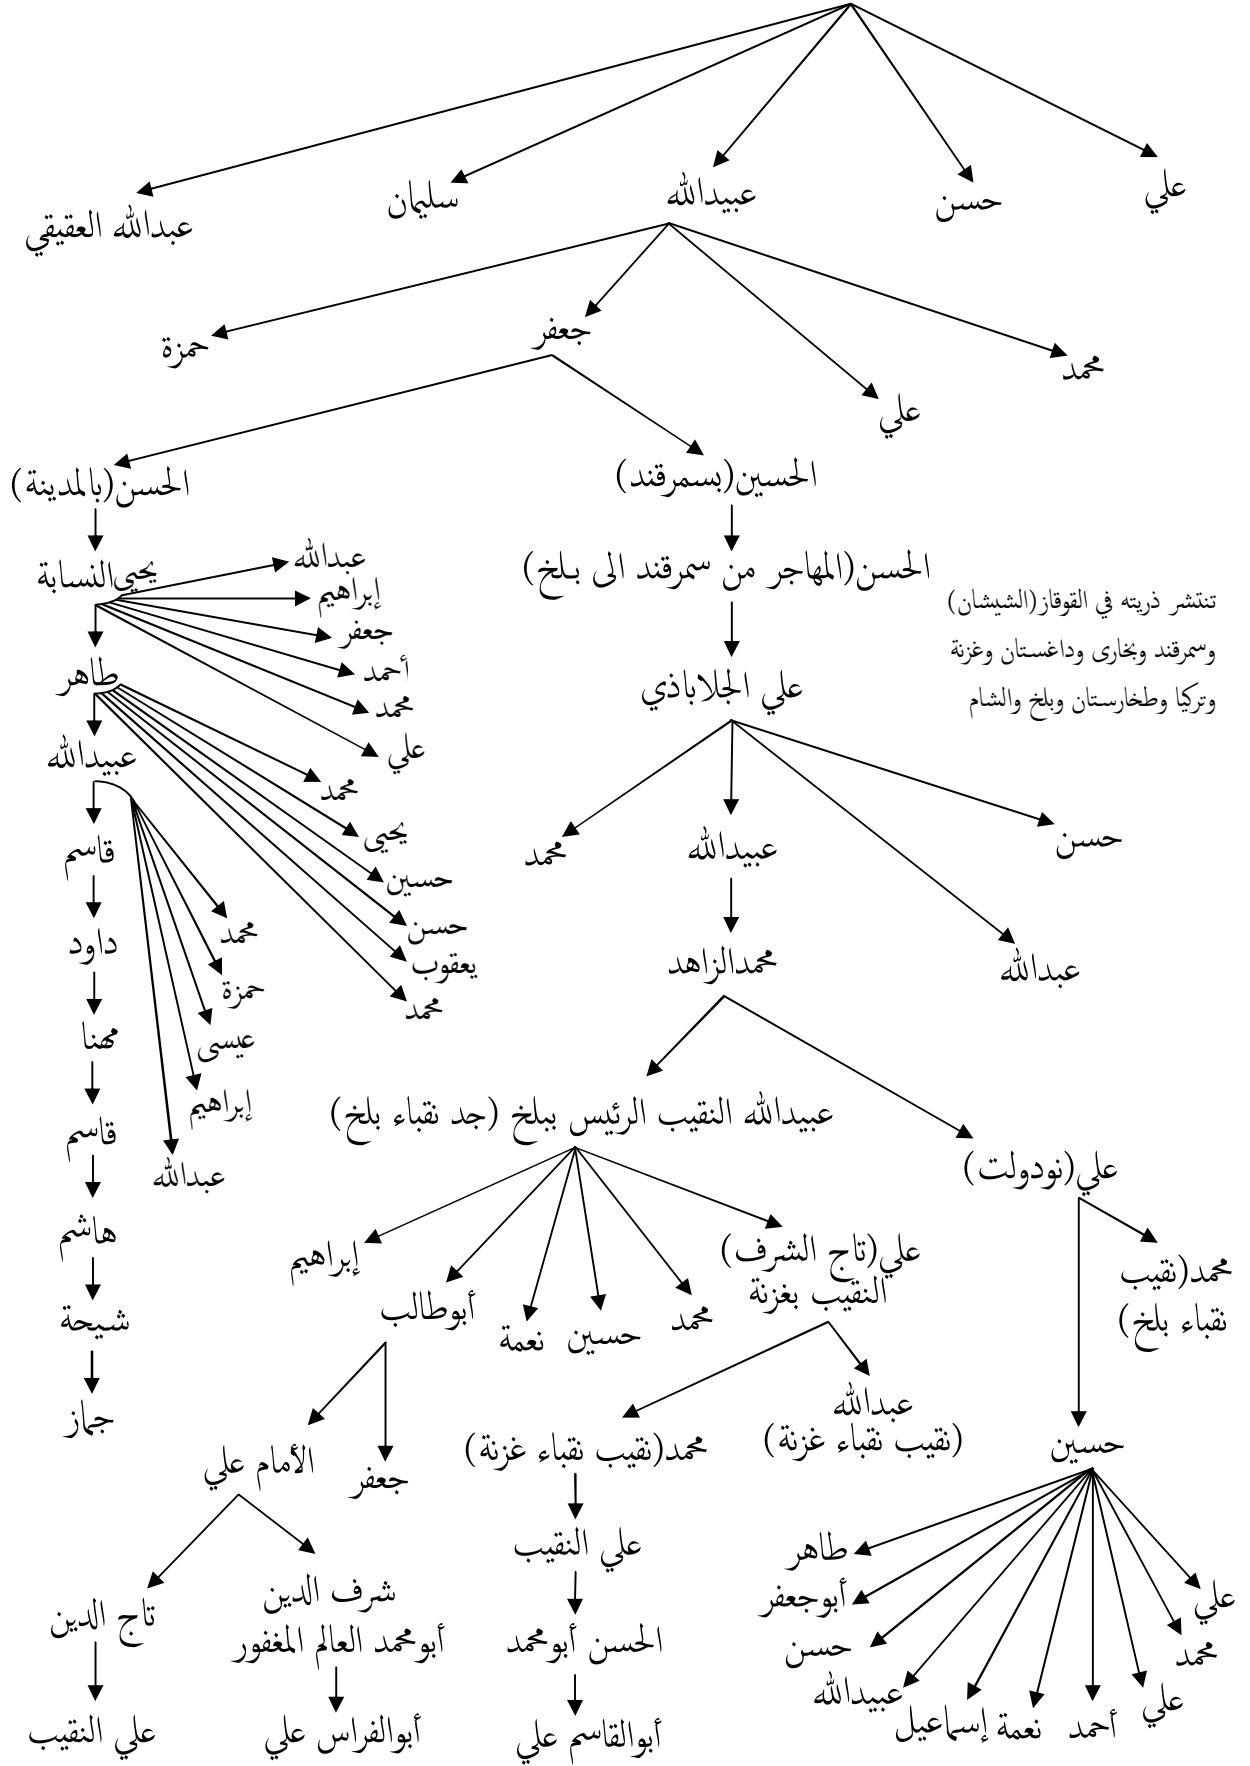 علي
حسن
عبيدالله
سليمان
عبدالله العقيقي
محمد
علي
جعفر
حمزة
الحسين(بسمرقند)
الحسن(بالمدينة)
الحسن(المهاجر من سمرقند الى بلخ)
تنتشر ذريته في القوقاز(الشيشان)
وسمرقند وبخارى وداغستان وغزنة
وتركيا وطخارستان وبلخ والشام
يحيى النسابة
عبدالله
إبراهيم
جعفر
أحمد
محمد
علي
طاهر
محمد
يحيى
حسين
حسن
يعقوب
محمد
عبيدالله
محمد
حمزة
عيسى
إبراهيم
عبدالله
قاسم
داود
مهنا
قاسم
هاشم
شيحة
جماز
علي الجلاباذي
حسن
عبدالله
عبيدالله
محمد
محمدالزاهد
عبيدالله النقيب الرئيس ببلخ (جد نقباء بلخ)
علي(نودولت)
محمد(نقيب
نقباء بلخ)
حسين
علي(تاج الشرف)
النقيب بغزنة
محمد
حسين
نعمة
أبوطالب
إبراهيم
عبدالله
(نقيب نقباء غزنة)
محمد(نقيب نقباء غزنة)
جعفر
الأمام علي
علي النقيب
الحسن أبومحمد
أبوالقاسم علي
شرف الدين
أبومحمد العالم المغفور
أبوالفراس علي
تاج الدين
علي النقيب
علي
محمد
علي
أحمد
نعمة
إسماعيل
عبيدالله
حسن
أبوجعفر
طاهر